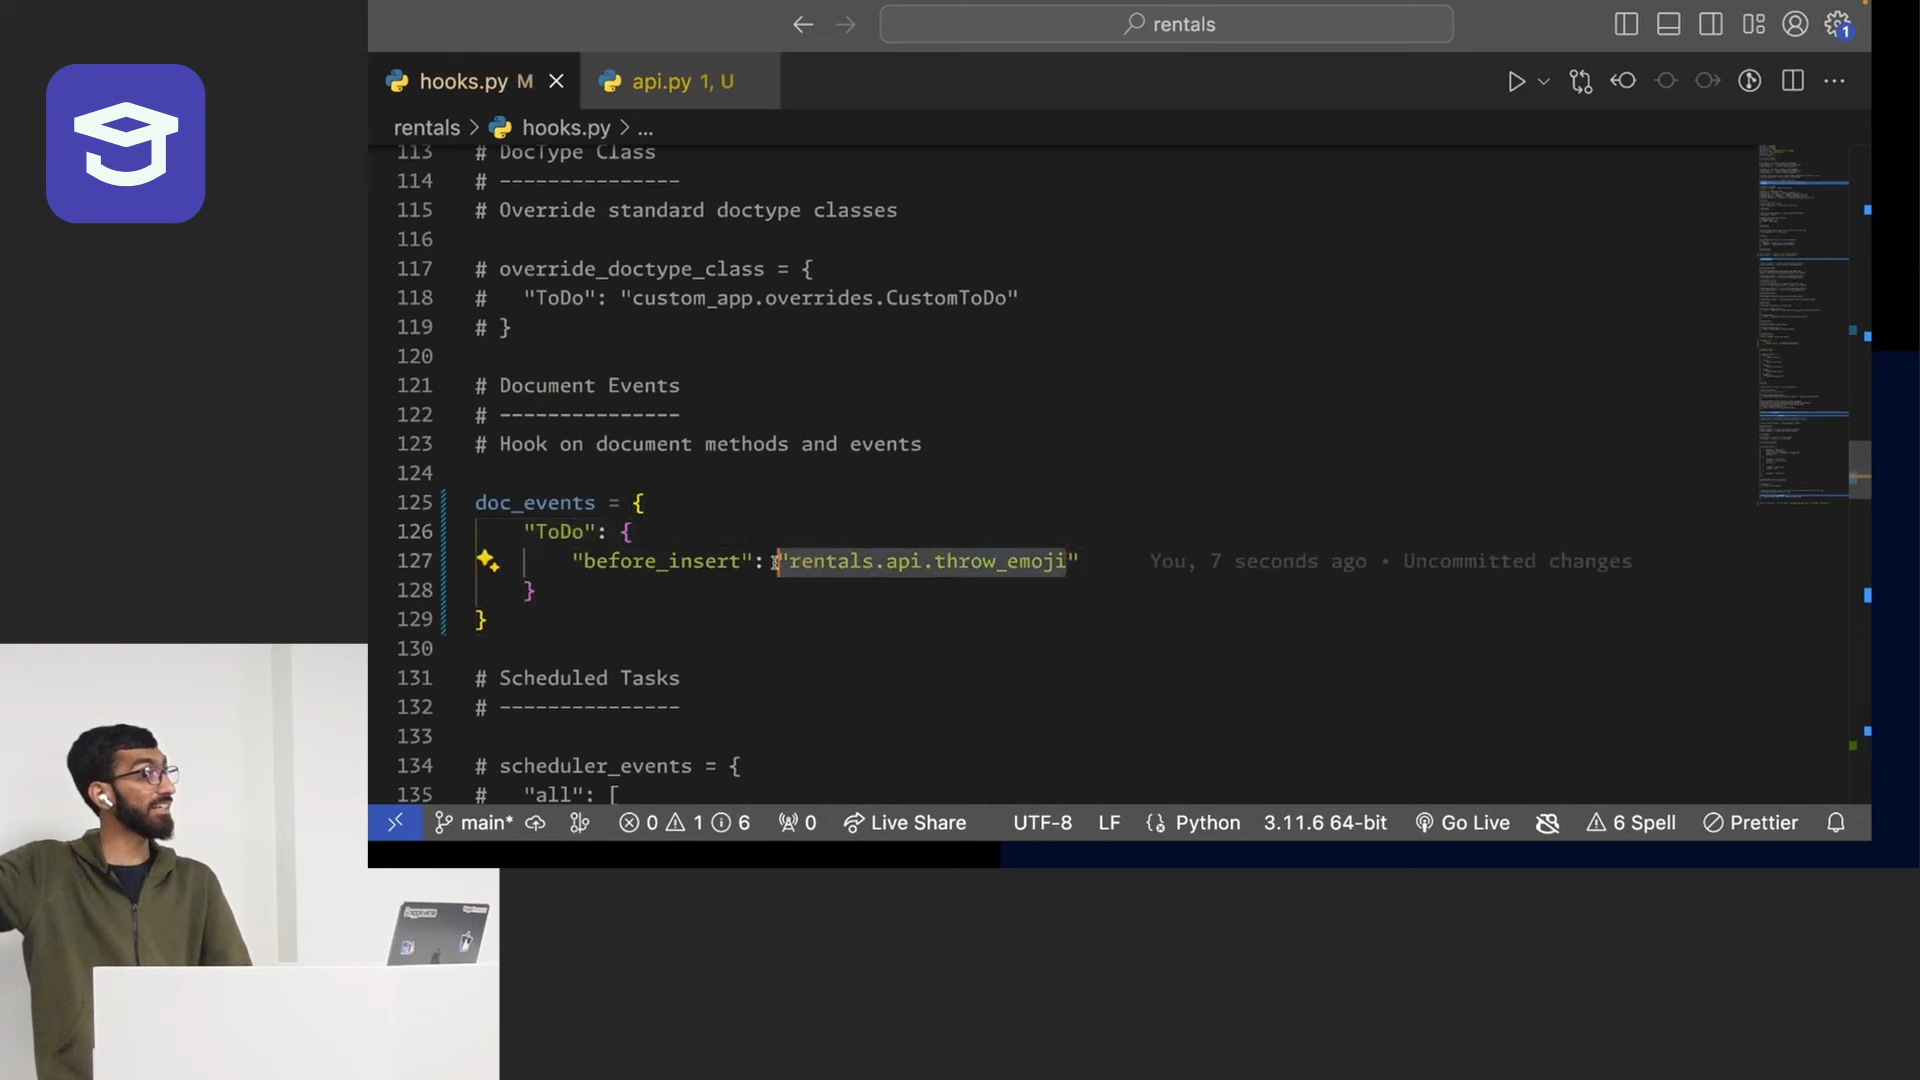 rentals
1
hooks.py M
api.py 1, U
rentals > hooks.py > ...
113 # DocType Class
114 # ---------------
115 # Override standard doctype classes
116
117 # override_doctype_class = {
118 # "ToDo": "custom_app.overrides.CustomToDo"
119 # }
120
121 # Document Events
122 # ---------------
123 # Hook on document methods and events
124
125 doc_events = {
126 "ToDo": {
127 "before_insert": "rentals.api.throw_emoji" You, 7 seconds ago • Uncommitted changes
128 }
129 }
130
131 # Scheduled Tasks
132 # ---------------
133
134 # scheduler_events = {
135 # "all": [
main* 0 1 6 0 Live Share UTF-8 LF Python 3.11.6 64-bit Go Live 6 Spell Prettier